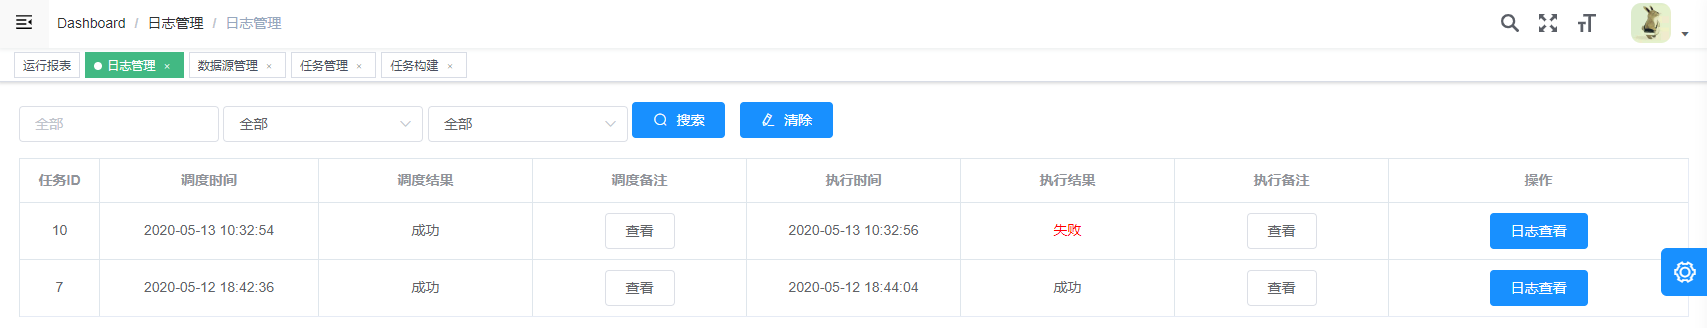 Dashboard / 日志管理 / 日志管理
运行报表 日志管理 × 数据源管理 × 任务管理 × 任务构建 ×
全部 全部 全部 搜索 清除
任务ID 调度时间 调度结果 调度备注 执行时间 执行结果 执行备注 操作
10 2020-05-13 10:32:54 成功 查看 2020-05-13 10:32:56 失败 查看 日志查看
7 2020-05-12 18:42:36 成功 查看 2020-05-12 18:44:04 成功 查看 日志查看